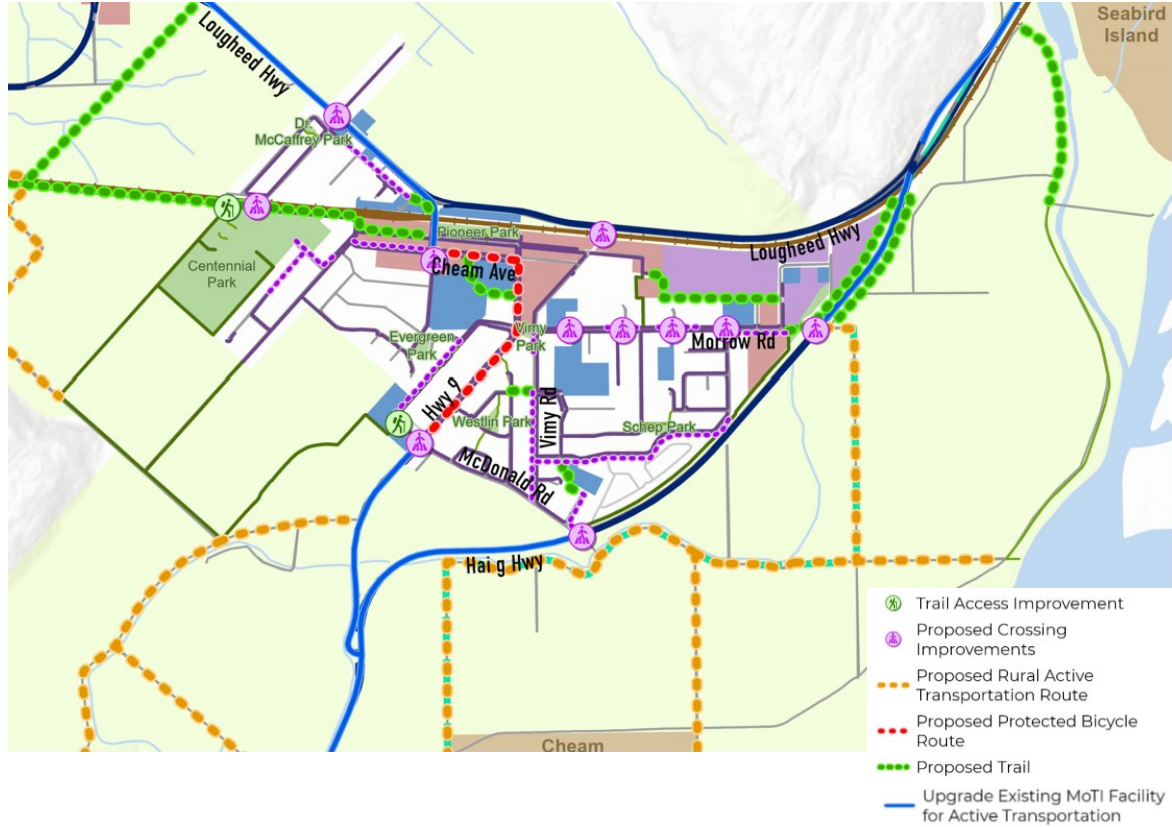 Seabird
Island
Lougheed Hwy
Dr.
McCaffrey Park
Pioneer Park
Lougheed Hwy
Centennial
Park
Cheam Ave
Evergreen
Park
Vimy
Park
Morrow Rd
Hwy 9
Westlin Park
Vimy Rd
Schep Park
McDonald Rd
Hai g Hwy
Cheam
Trail Access Improvement
Proposed Crossing
Improvements
Proposed Rural Active
Transportation Route
Proposed Protected Bicycle
Route
Proposed Trail
Upgrade Existing MoTI Facility
for Active Transportation